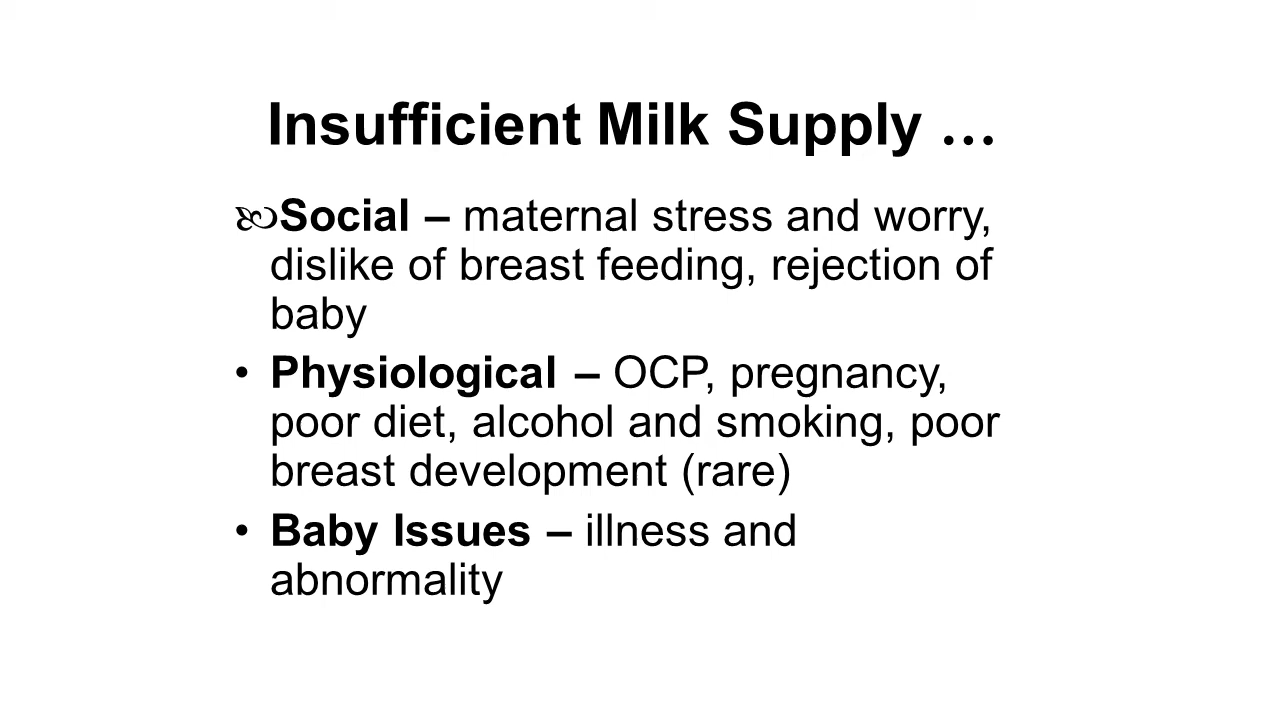 Insufficient Milk Supply …
Social – maternal stress and worry,
dislike of breast feeding, rejection of
baby
• Physiological – OCP, pregnancy,
poor diet, alcohol and smoking, poor
breast development (rare)
• Baby Issues – illness and
abnormality